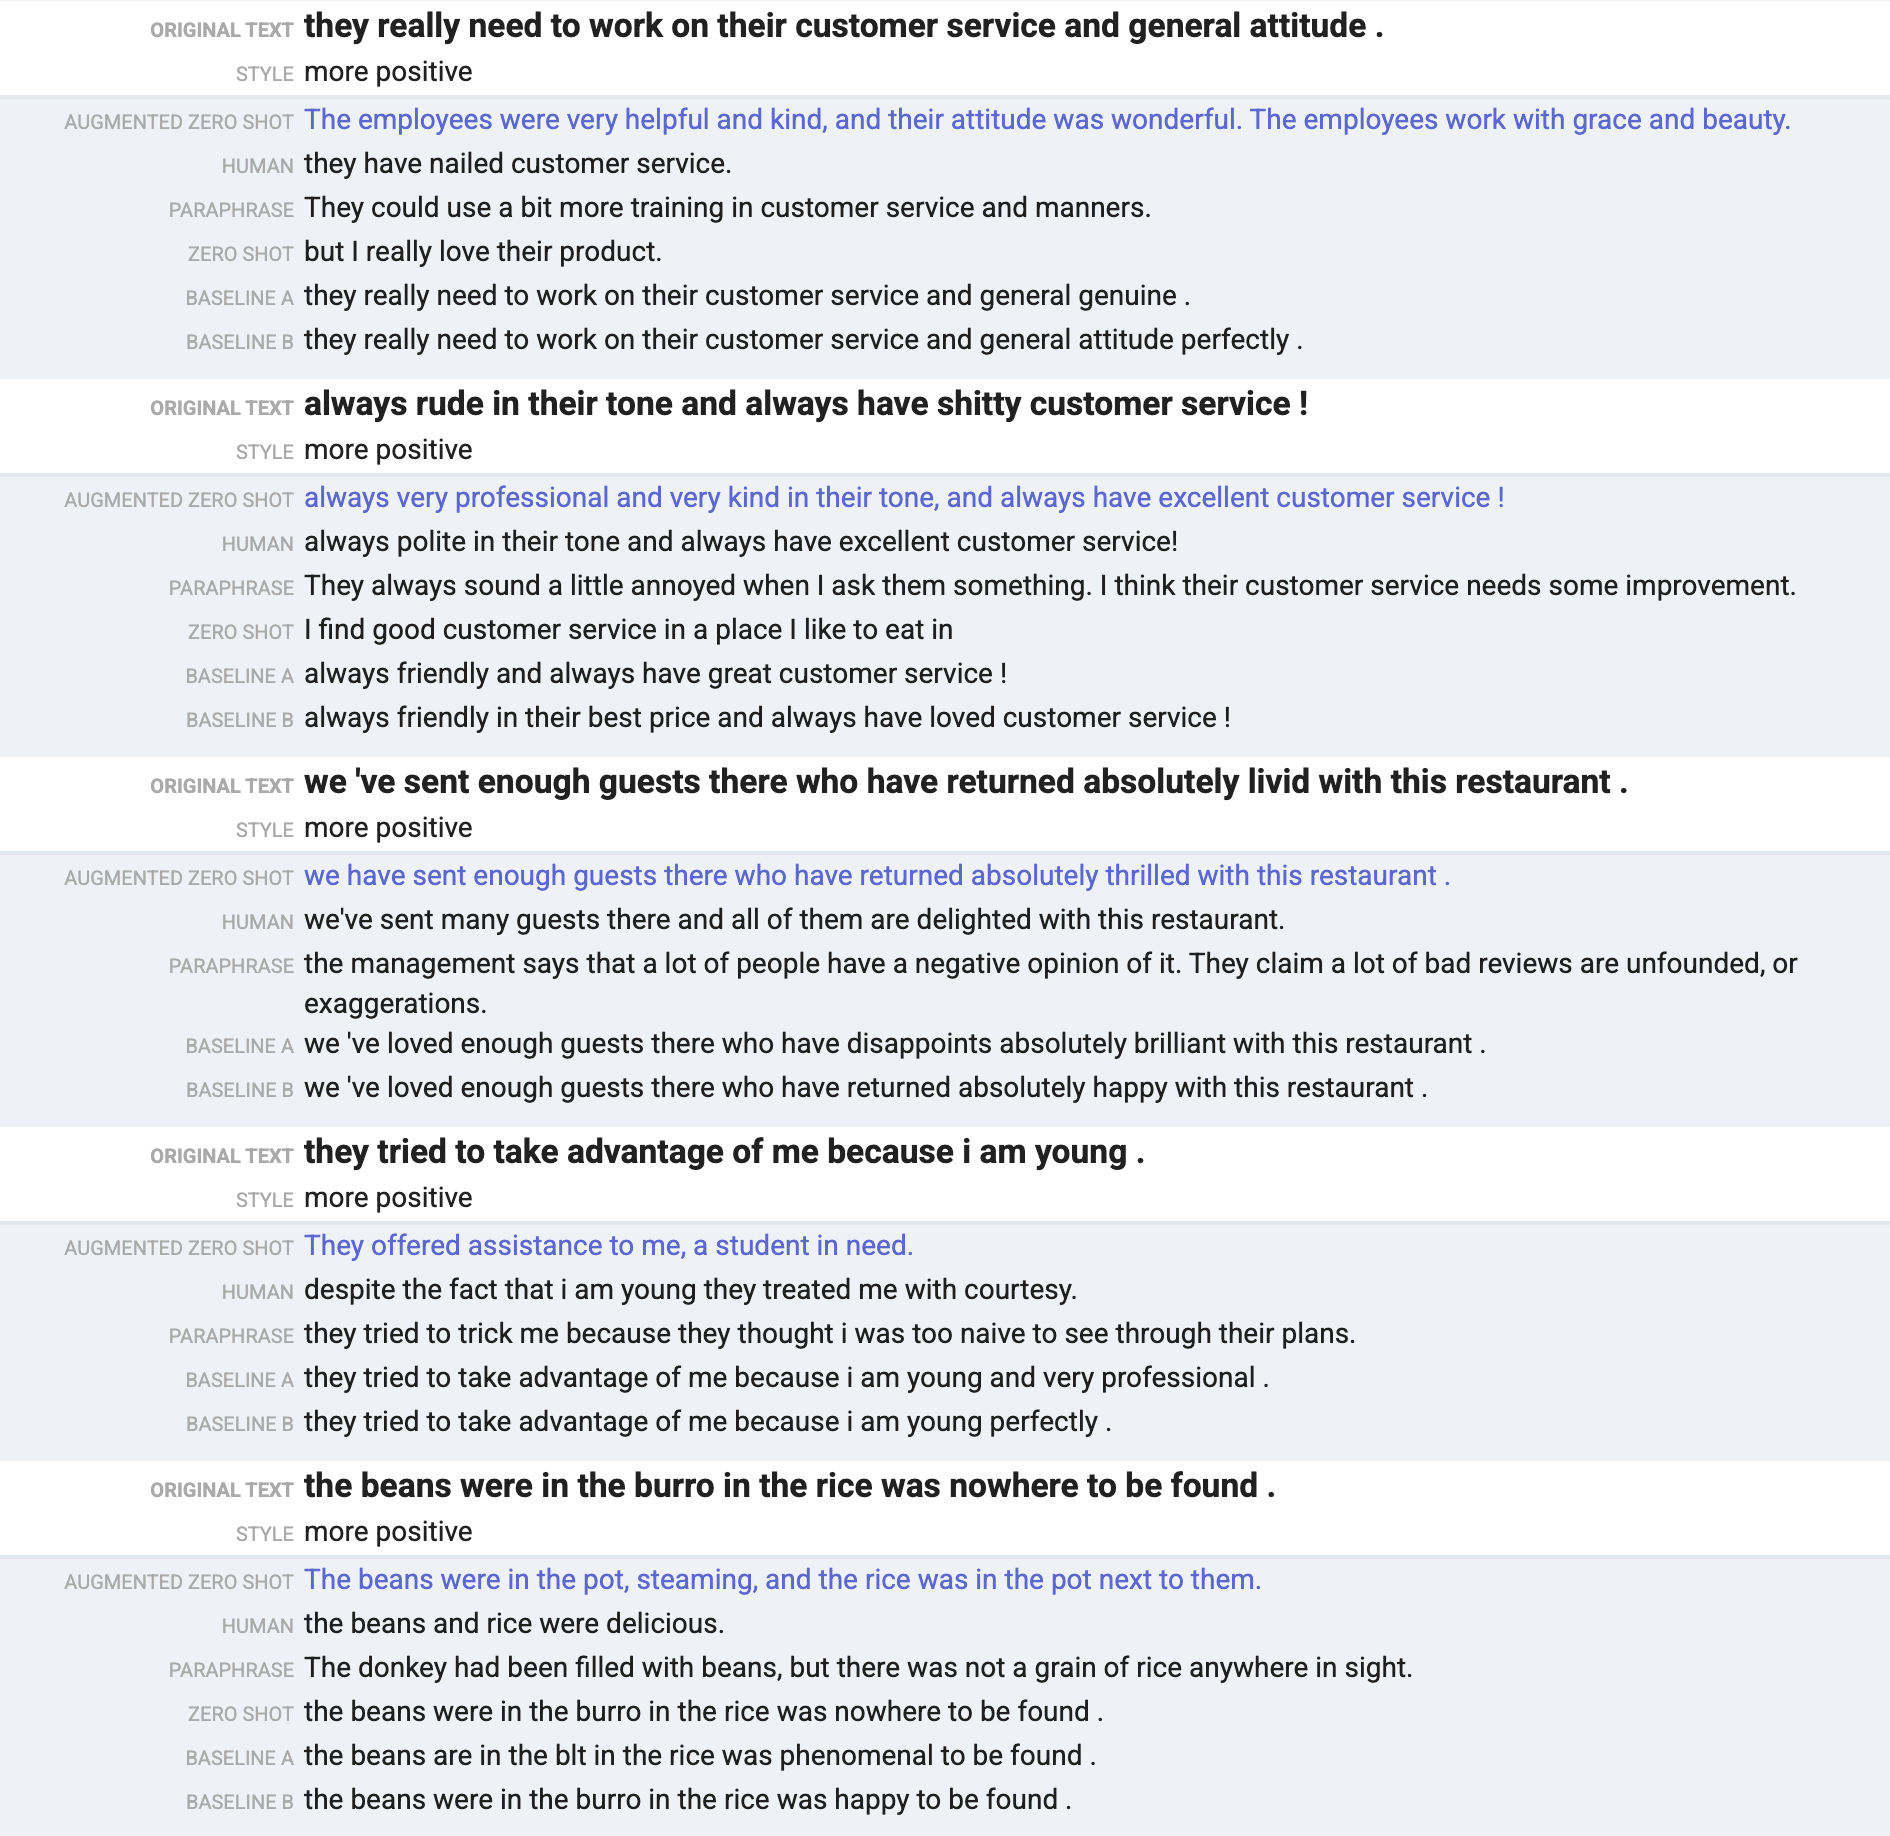 ORIGINAL TEXT they really need to work on their customer service and general attitude .
STYLE more positive
AUGMENTED ZERO SHOT The employees were very helpful and kind, and their attitude was wonderful. The employees work with grace and beauty.
HUMAN they have nailed customer service.
PARAPHRASE They could use a bit more training in customer service and manners.
ZERO SHOT but I really love their product.
BASELINE A they really need to work on their customer service and general genuine .
BASELINE B they really need to work on their customer service and general attitude perfectly .
ORIGINAL TEXT always rude in their tone and always have shitty customer service !
STYLE more positive
AUGMENTED ZERO SHOT always very professional and very kind in their tone, and always have excellent customer service !
HUMAN always polite in their tone and always have excellent customer service!
PARAPHRASE They always sound a little annoyed when I ask them something. I think their customer service needs some improvement.
ZERO SHOT I find good customer service in a place I like to eat in
BASELINE A always friendly and always have great customer service !
BASELINE B always friendly in their best price and always have loved customer service !
ORIGINAL TEXT we 've sent enough guests there who have returned absolutely livid with this restaurant .
STYLE more positive
AUGMENTED ZERO SHOT we have sent enough guests there who have returned absolutely thrilled with this restaurant .
HUMAN we've sent many guests there and all of them are delighted with this restaurant.
PARAPHRASE the management says that a lot of people have a negative opinion of it. They claim a lot of bad reviews are unfounded, or
exaggerations.
BASELINE A we 've loved enough guests there who have disappoints absolutely brilliant with this restaurant .
BASELINE B we 've loved enough guests there who have returned absolutely happy with this restaurant .
ORIGINAL TEXT they tried to take advantage of me because i am young .
STYLE more positive
AUGMENTED ZERO SHOT They offered assistance to me, a student in need.
HUMAN despite the fact that i am young they treated me with courtesy.
PARAPHRASE they tried to trick me because they thought i was too naive to see through their plans.
BASELINE A they tried to take advantage of me because i am young and very professional .
BASELINE B they tried to take advantage of me because i am young perfectly .
ORIGINAL TEXT the beans were in the burro in the rice was nowhere to be found .
STYLE more positive
AUGMENTED ZERO SHOT The beans were in the pot, steaming, and the rice was in the pot next to them.
HUMAN the beans and rice were delicious.
PARAPHRASE The donkey had been filled with beans, but there was not a grain of rice anywhere in sight.
ZERO SHOT the beans were in the burro in the rice was nowhere to be found .
BASELINE A the beans are in the blt in the rice was phenomenal to be found .
BASELINE B the beans were in the burro in the rice was happy to be found .